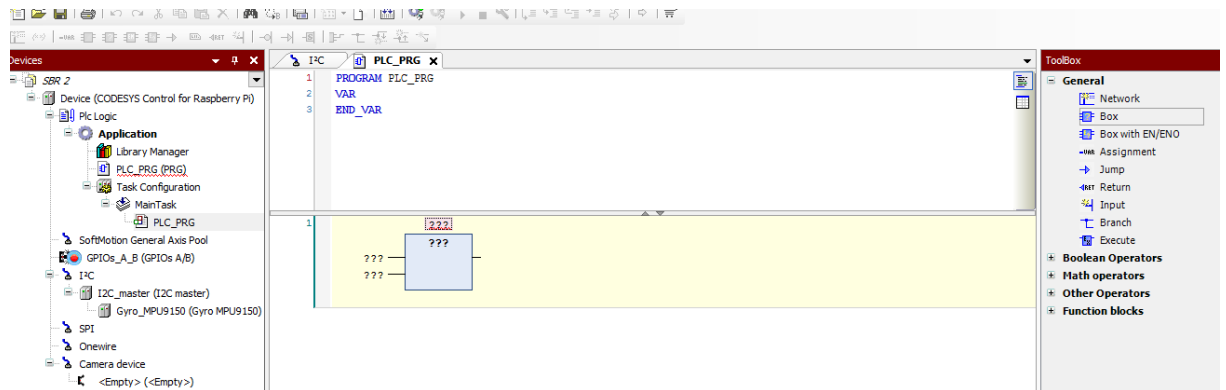 Devices
SBR 2
Device (CODESYS Control for Raspberry Pi)
Plc Logic
Application
Library Manager
PLC_PRG (PRG)
Task Configuration
MainTask
PLC_PRG
SoftMotion General Axis Pool
GPIOs_A_B (GPIOs A/B)
I²C
I2C_master (I2C master)
Gyro_MPU9150 (Gyro MPU9150)
SPI
Onewire
Camera device
<Empty> (<Empty>)
I²C
PLC_PRG
1 PROGRAM PLC_PRG
2 VAR
3 END_VAR
1
???
???
???
???
ToolBox
General
Network
Box
Box with EN/ENO
Assignment
Jump
Return
Input
Branch
Execute
Boolean Operators
Math operators
Other Operators
Function blocks